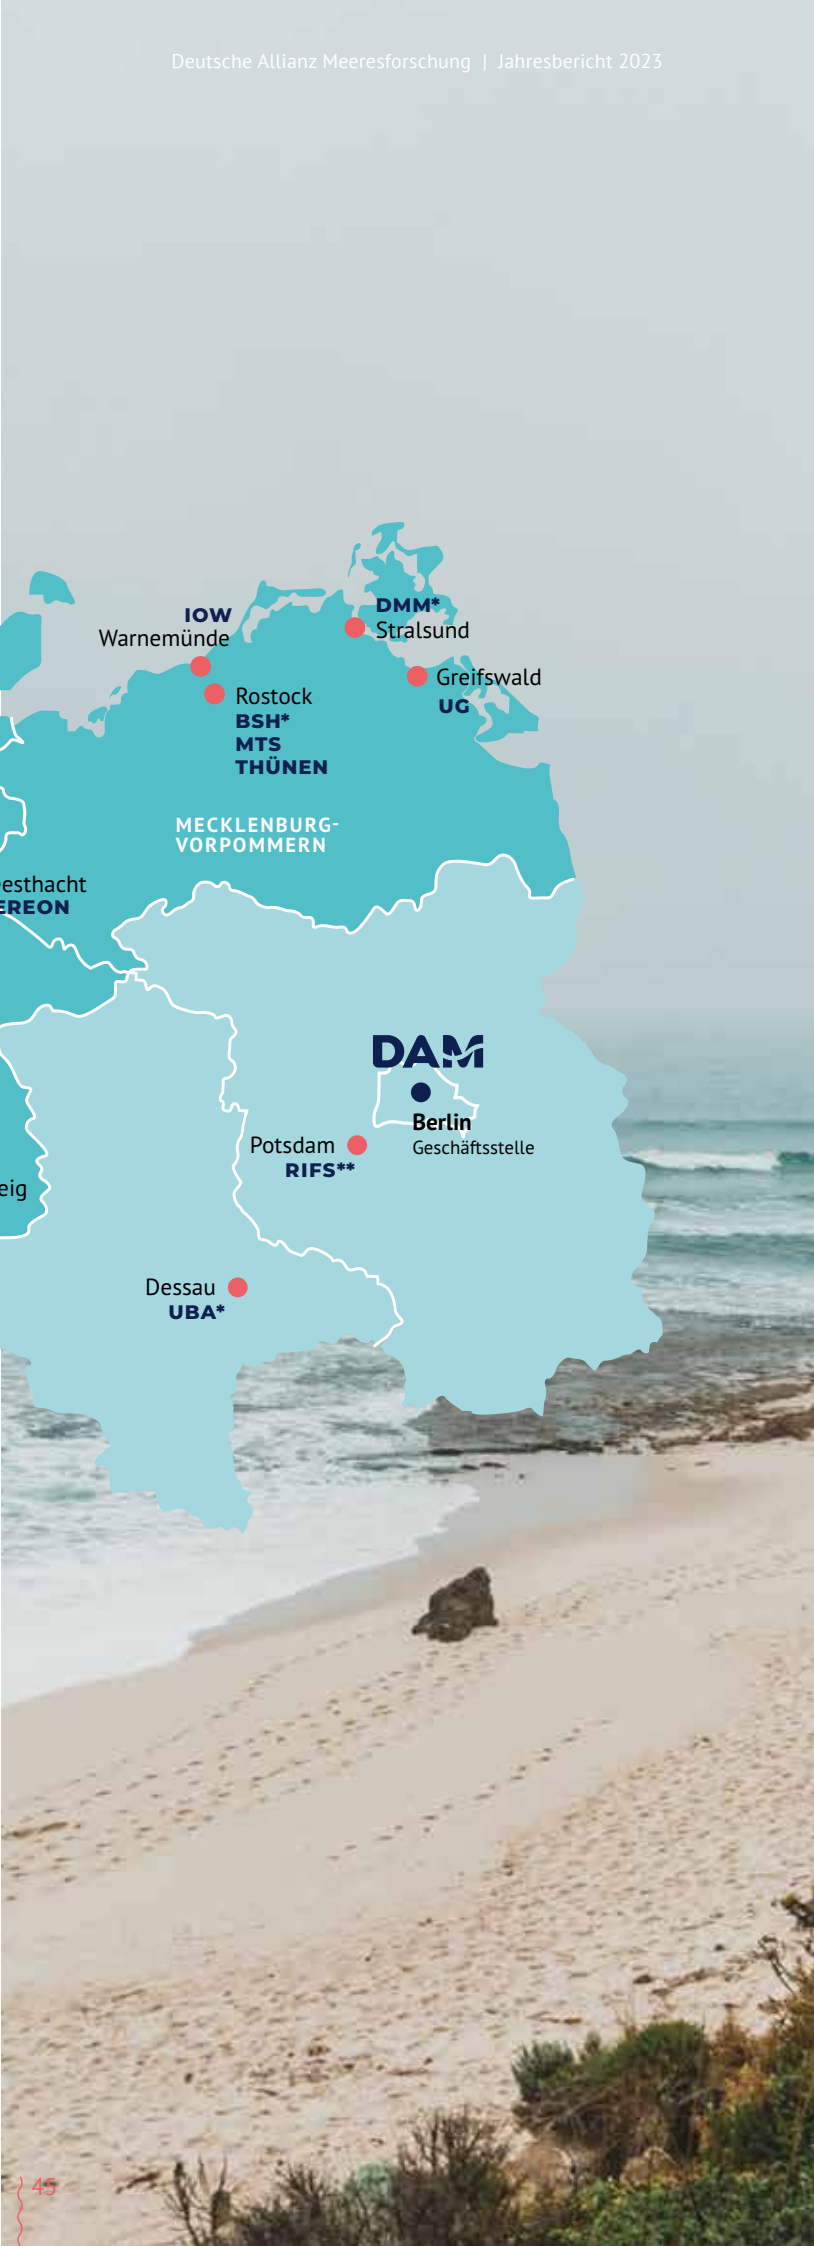 Deutsche Allianz Meeresforschung | Jahresbericht 2023
DMM*
Stralsund
IOW
Warnemünde
Greifswald
UG
Rostock
BSH*
MTS
THÜNEN
MECKLENBURG-
VORPOMMERN
eesthacht
EREON
DAM
Berlin
Geschäftsstelle
Potsdam
RIFS**
eig
Dessau
UBA*
45